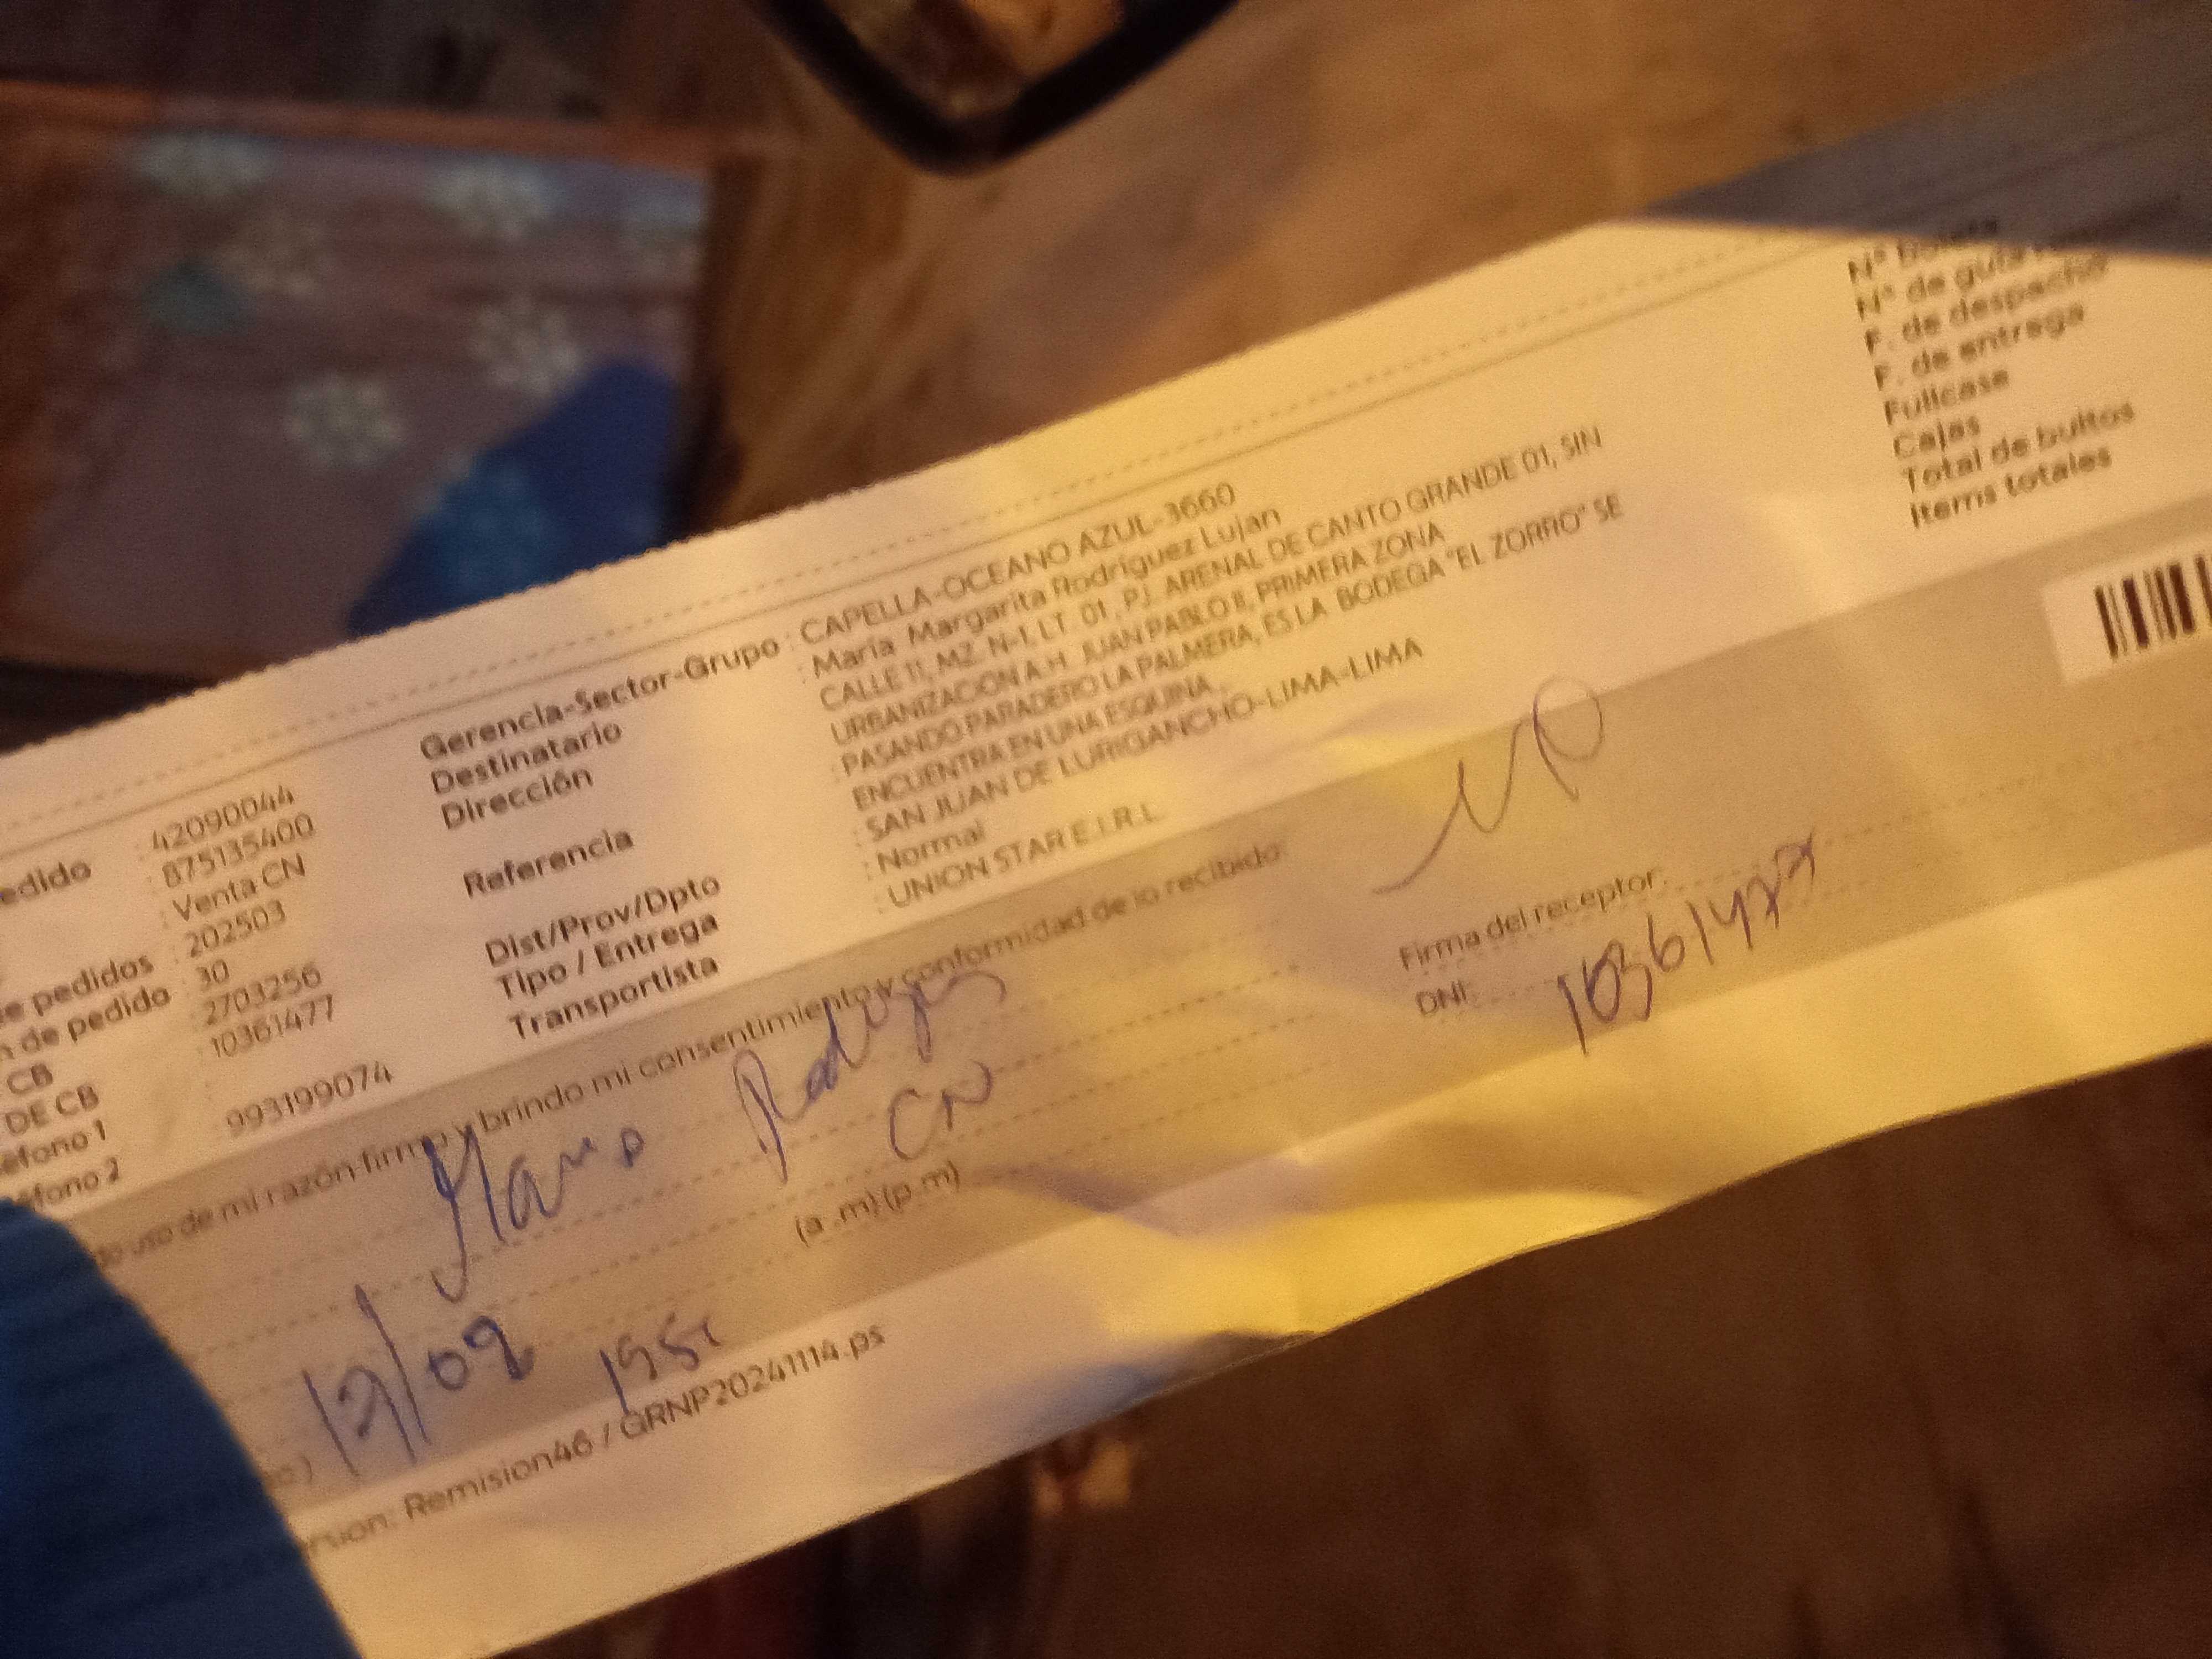 Gerencia-Sector-Grupo : CAPELLA-OCEANO AZUL-3660
Destinatario : Maria Margarita Rodriguez Lujan
Dirección CALLE 11, MZ N-1, LT 01, PJ. ARENAL DE CANTO GRANDE 01, SIN
URBANIZACION A.H. JUAN PABLO II, PRIMERA ZONA
Referencia : PASANDO PARADERO LA PALMERA, ES LA BODEGA "EL ZORRO" SE
ENCUENTRA EN UNA ESQUINA.
Dist/Prov/Dpto : SAN JUAN DE LURIGANCHO-LIMA-LIMA
Tipo / Entrega : Normal
Transportista : UNION STAR E.I.R.L
edido : 42090044
: 875135400
: Venta CN
e pedidos : 202503
n de pedido : 30
CB : 2703256
DE CB : 10361477
efono 1
fono 2 993199074
N° de guía
F. de despacho
F. de entrega
Fullcase
Cajas
Total de bultos
Items totales
uso de mi razón firmo y brindo mi consentimiento y conformidad de lo recibido
Firma del receptor:
DNI: 10361477
CN
(a .m) (p.m)
rsion: Remision46 / GRNP20241114.ps